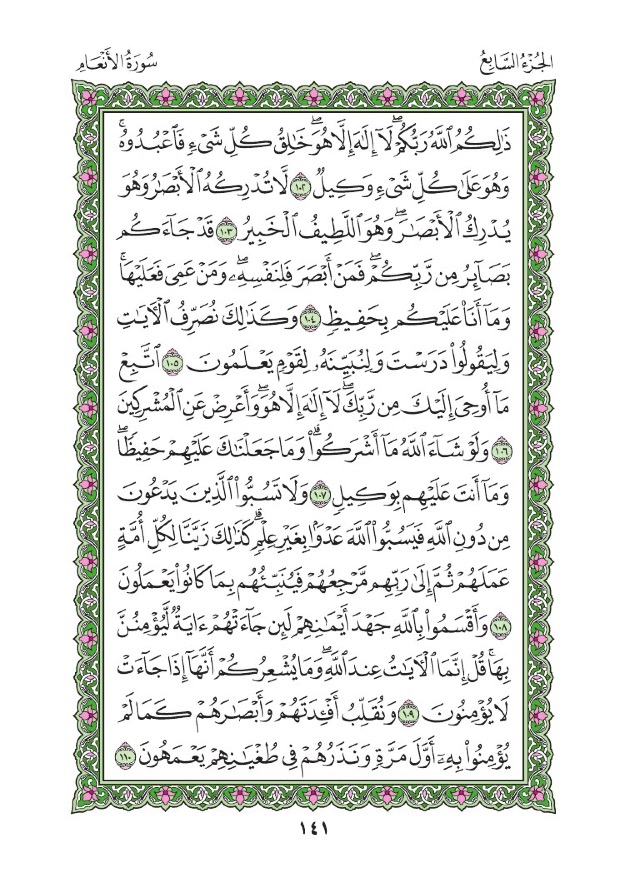 الجُزْءُ السَّابِعُ
سُورَةُ الأَنْعَامِ
ذَٰلِكُمُ ٱللَّهُ رَبُّكُمْۖ لَآ إِلَٰهَ إِلَّا هُوَۖ خَٰلِقُ كُلِّ شَىْءٍ فَٱعْبُدُوهُۚ
وَهُوَ عَلَىٰ كُلِّ شَىْءٍ وَكِيلٌ ١٠٢ لَّا تُدْرِكُهُ ٱلْأَبْصَٰرُ وَهُوَ
يُدْرِكُ ٱلْأَبْصَٰرَۖ وَهُوَ ٱللَّطِيفُ ٱلْخَبِيرُ ١٠٣ قَدْ جَآءَكُم
بَصَآئِرُ مِن رَّبِّكُمْۖ فَمَنْ أَبْصَرَ فَلِنَفْسِهِۦۖ وَمَنْ عَمِىَ فَعَلَيْهَاۚ
وَمَآ أَنَا۠ عَلَيْكُم بِحَفِيظٍ ١٠٤ وَكَذَٰلِكَ نُصَرِّفُ ٱلْءَايَٰتِ
وَلِيَقُولُوا۟ دَرَسْتَ وَلِنُبَيِّنَهُۥ لِقَوْمٍ يَعْلَمُونَ ١٠٥ ٱتَّبِعْ
مَآ أُوحِىَ إِلَيْكَ مِن رَّبِّكَۖ لَآ إِلَٰهَ إِلَّا هُوَۖ وَأَعْرِضْ عَنِ ٱلْمُشْرِكِينَ
١٠٦ وَلَوْ شَآءَ ٱللَّهُ مَآ أَشْرَكُوا۟ۗ وَمَا جَعَلْنَٰكَ عَلَيْهِمْ حَفِيظًاۖ
وَمَآ أَنتَ عَلَيْهِم بِوَكِيلٍ ١٠٧ وَلَا تَسُبُّوا۟ ٱلَّذِينَ يَدْعُونَ
مِن دُونِ ٱللَّهِ فَيَسُبُّوا۟ ٱللَّهَ عَدْوًۢا بِغَيْرِ عِلْمٍۗ كَذَٰلِكَ زَيَّنَّا لِكُلِّ أُمَّةٍ
عَمَلَهُمْ ثُمَّ إِلَىٰ رَبِّهِم مَّرْجِعُهُمْ فَيُنَبِّئُهُم بِمَا كَانُوا۟ يَعْمَلُونَ
١٠٨ وَأَقْسَمُوا۟ بِٱللَّهِ جَهْدَ أَيْمَٰنِهِمْ لَئِن جَآءَتْهُمْ ءَايَةٌ لَّيُؤْمِنُنَّ
بِهَاۚ قُلْ إِنَّمَا ٱلْءَايَٰتُ عِندَ ٱللَّهِۖ وَمَا يُشْعِرُكُمْ أَنَّهَآ إِذَا جَآءَتْ
لَا يُؤْمِنُونَ ١٠٩ وَنُقَلِّبُ أَفْـِٔدَتَهُمْ وَأَبْصَٰرَهُمْ كَمَا لَمْ
يُؤْمِنُوا۟ بِهِۦٓ أَوَّلَ مَرَّةٍ وَنَذَرُهُمْ فِى طُغْيَٰنِهِمْ يَعْمَهُونَ ١١٠
١٤١